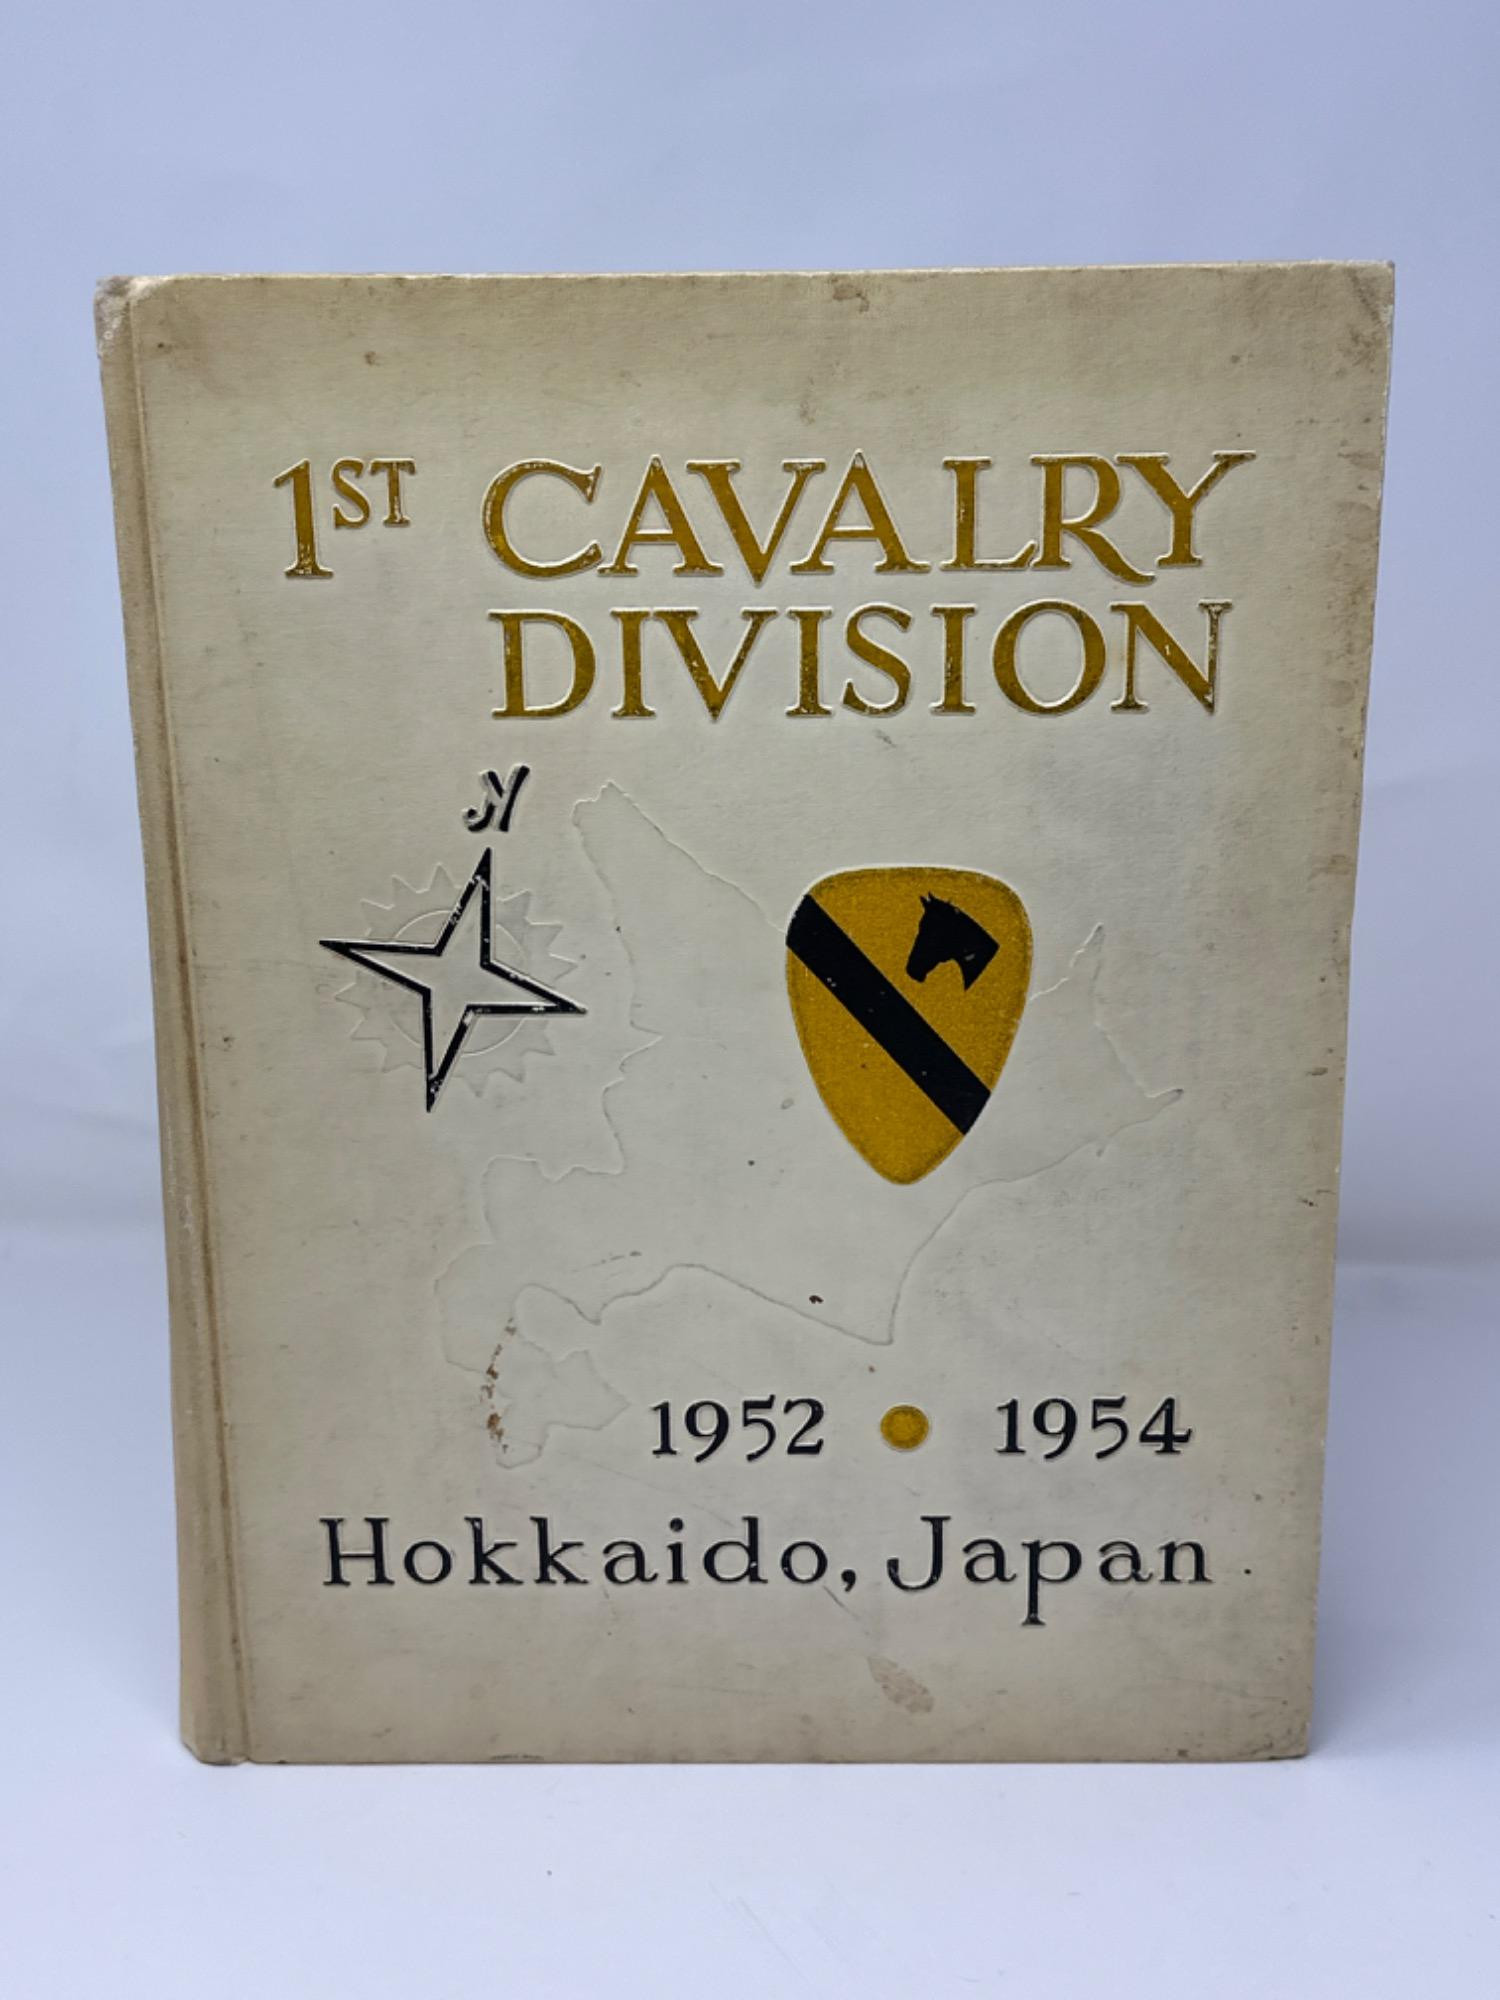 1ST CAVALRY
DIVISION
N
1952 • 1954
Hokkaido, Japan